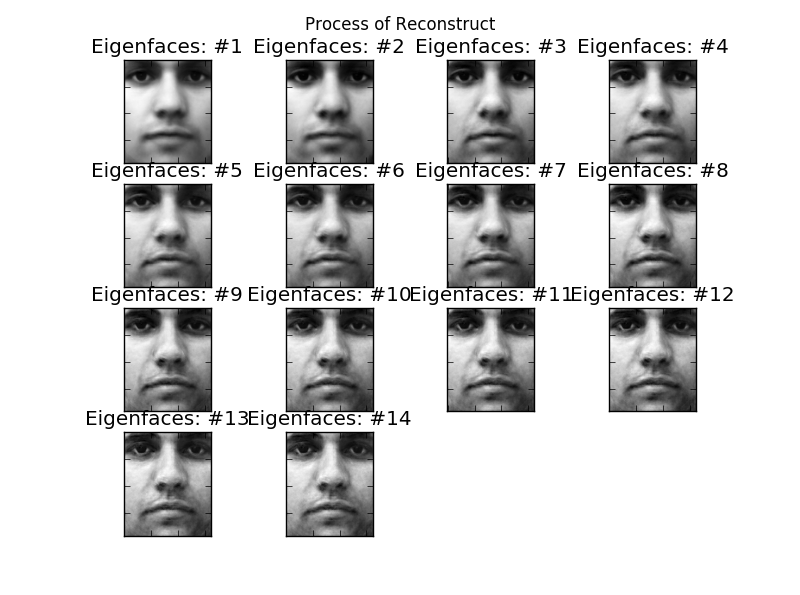 Process of Reconstruct
Eigenfaces: #1 Eigenfaces: #2 Eigenfaces: #3 Eigenfaces: #4
Eigenfaces: #5 Eigenfaces: #6 Eigenfaces: #7 Eigenfaces: #8
Eigenfaces: #9 Eigenfaces: #10 Eigenfaces: #11 Eigenfaces: #12
Eigenfaces: #13 Eigenfaces: #14